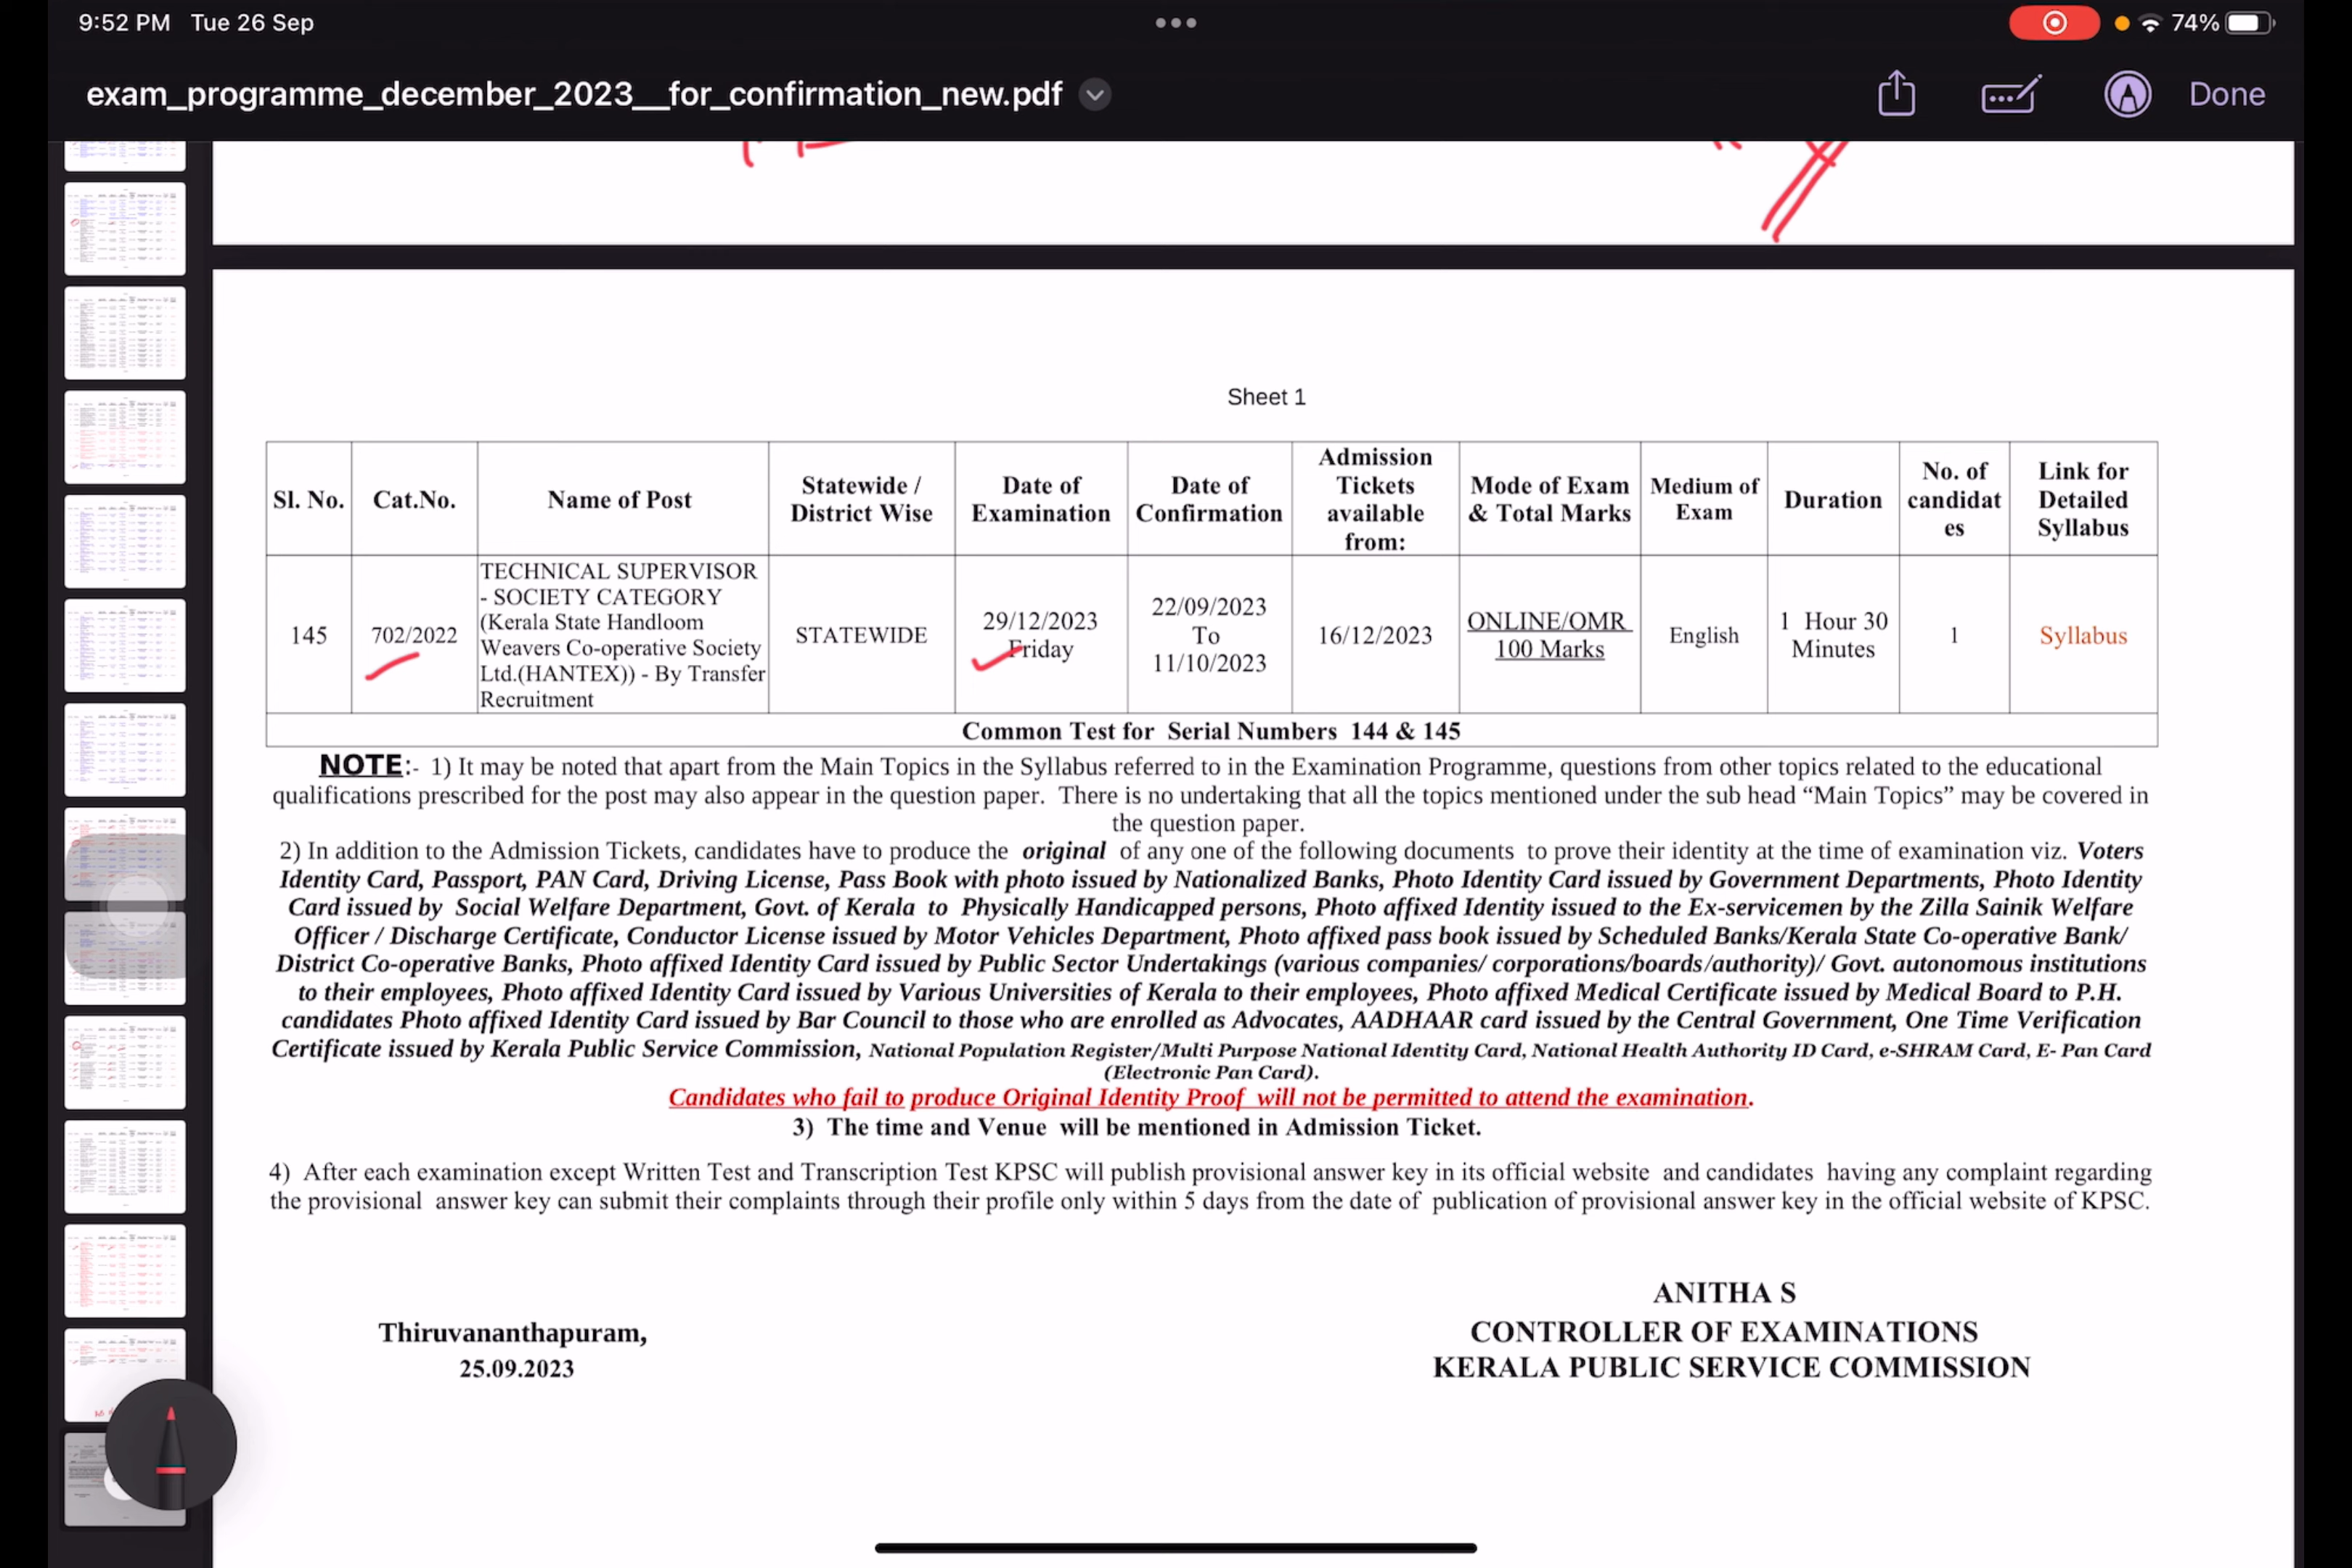 9:52 PM Tue 26 Sep
74%
exam_programme_december_2023__for_confirmation_new.pdf
Done
Sheet 1
Sl. No.
Cat.No.
Name of Post
Statewide /
District Wise
Date of
Examination
Date of
Confirmation
Admission
Tickets
available
from:
Mode of Exam
& Total Marks
Medium of
Exam
Duration
No. of
candidat
es
Link for
Detailed
Syllabus
145
702/2022
TECHNICAL SUPERVISOR
- SOCIETY CATEGORY
(Kerala State Handloom
Weavers Co-operative Society
Ltd.(HANTEX)) - By Transfer
Recruitment
STATEWIDE
29/12/2023
Friday
22/09/2023
To
11/10/2023
16/12/2023
ONLINE/OMR
100 Marks
English
1 Hour 30
Minutes
1
Syllabus
Common Test for Serial Numbers 144 & 145
NOTE:- 1) It may be noted that apart from the Main Topics in the Syllabus referred to in the Examination Programme, questions from other topics related to the educational
qualifications prescribed for the post may also appear in the question paper. There is no undertaking that all the topics mentioned under the sub head “Main Topics” may be covered in
the question paper.
2) In addition to the Admission Tickets, candidates have to produce the original of any one of the following documents to prove their identity at the time of examination viz. Voters
Identity Card, Passport, PAN Card, Driving License, Pass Book with photo issued by Nationalized Banks, Photo Identity Card issued by Government Departments, Photo Identity
Card issued by Social Welfare Department, Govt. of Kerala to Physically Handicapped persons, Photo affixed Identity issued to the Ex-servicemen by the Zilla Sainik Welfare
Officer / Discharge Certificate, Conductor License issued by Motor Vehicles Department, Photo affixed pass book issued by Scheduled Banks/Kerala State Co-operative Bank/
District Co-operative Banks, Photo affixed Identity Card issued by Public Sector Undertakings (various companies/ corporations/boards/authority)/ Govt. autonomous institutions
to their employees, Photo affixed Identity Card issued by Various Universities of Kerala to their employees, Photo affixed Medical Certificate issued by Medical Board to P.H.
candidates Photo affixed Identity Card issued by Bar Council to those who are enrolled as Advocates, AADHAAR card issued by the Central Government, One Time Verification
Certificate issued by Kerala Public Service Commission, National Population Register/Multi Purpose National Identity Card, National Health Authority ID Card, e-SHRAM Card, E- Pan Card
(Electronic Pan Card).
Candidates who fail to produce Original Identity Proof will not be permitted to attend the examination.
3) The time and Venue will be mentioned in Admission Ticket.
4) After each examination except Written Test and Transcription Test KPSC will publish provisional answer key in its official website and candidates having any complaint regarding
the provisional answer key can submit their complaints through their profile only within 5 days from the date of publication of provisional answer key in the official website of KPSC.
ANITHA S
Thiruvananthapuram,
CONTROLLER OF EXAMINATIONS
25.09.2023
KERALA PUBLIC SERVICE COMMISSION